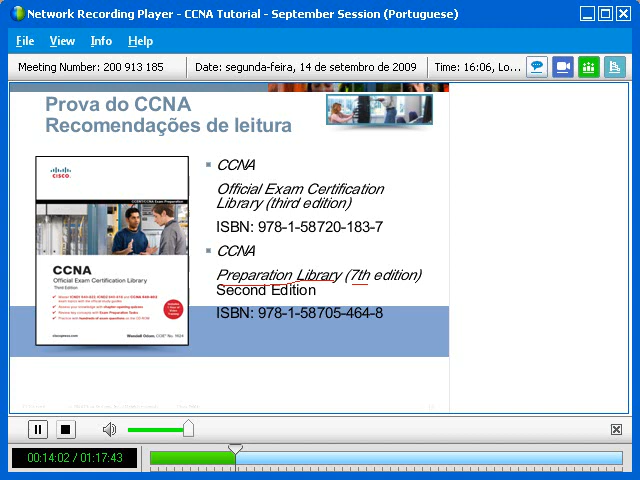 Network Recording Player - CCNA Tutorial - September Session (Portuguese)
File View Info Help
Meeting Number: 200 913 185 Date: segunda-feira, 14 de setembro de 2009 Time: 16:06, Lo...
Prova do CCNA
Recomendações de leitura
CISCO
CCNA
Official Exam Certification Library
Third Edition
ciscopress.com
Wendell Odom
CCNA
Official Exam Certification
Library (third edition)
ISBN: 978-1-58720-183-7
CCNA
Preparation Library (7th edition)
Second Edition
ISBN: 978-1-58705-464-8
00:14:02 / 01:17:43